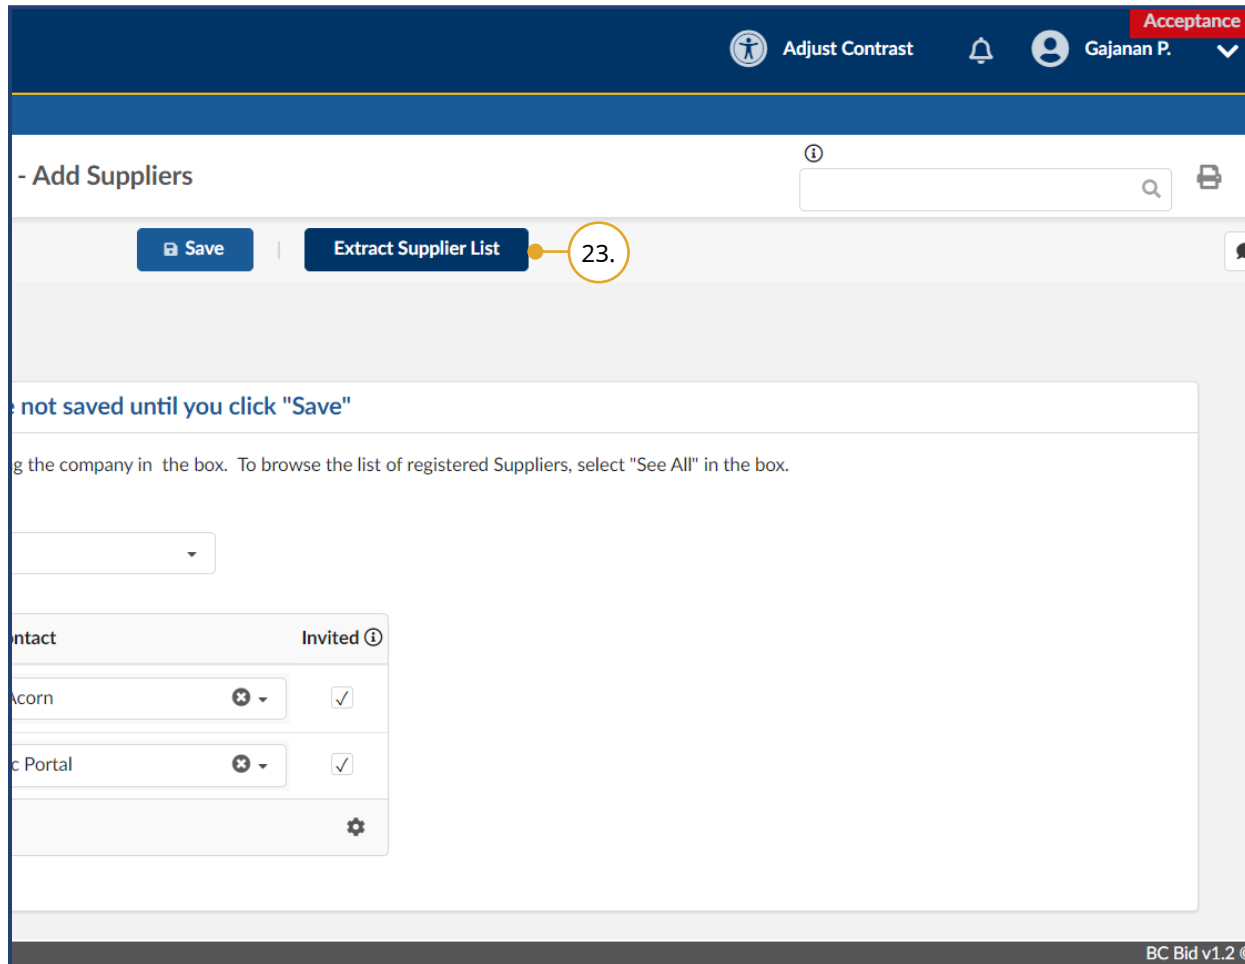 Acceptance
Adjust Contrast
Gajanan P.
- Add Suppliers
Save
Extract Supplier List
23.
not saved until you click "Save"
g the company in the box. To browse the list of registered Suppliers, select "See All" in the box.
ntact
Invited
Acorn
c Portal
BC Bid v1.2 ©